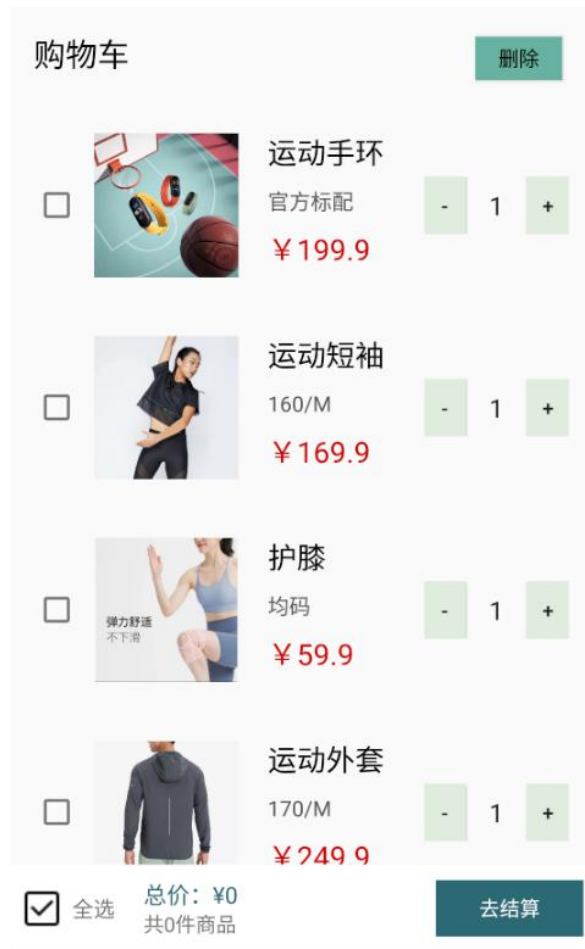 购物车
删除
运动手环
官方标配
￥199.9
- 1 +
运动短袖
160/M
￥169.9
- 1 +
弹力舒适
不下滑
护膝
均码
￥59.9
- 1 +
运动外套
170/M
￥249.9
- 1 +
全选
总价：¥0
共0件商品
去结算